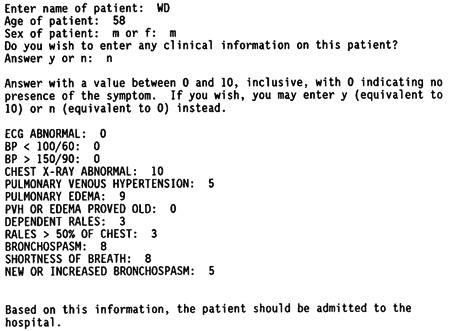 Enter name of patient: WD
Age of patient: 58
Sex of patient: m or f: m
Do you wish to enter any clinical information on this patient?
Answer y or n: n
Answer with a value between 0 and 10, inclusive, with 0 indicating no
presence of the symptom. If you wish, you may enter y (equivalent to
10) or n (equivalent to 0) instead.
ECG ABNORMAL: 0
BP < 100/60: 0
BP > 150/90: 0
CHEST X-RAY ABNORMAL: 10
PULMONARY VENOUS HYPERTENSION: 5
PULMONARY EDEMA: 9
PVH OR EDEMA PROVED OLD: 0
DEPENDENT RALES: 3
RALES > 50% OF CHEST: 3
BRONCHOSPASM: 8
SHORTNESS OF BREATH: 8
NEW OR INCREASED BRONCHOSPASM: 5
Based on this information, the patient should be admitted to the
hospital.